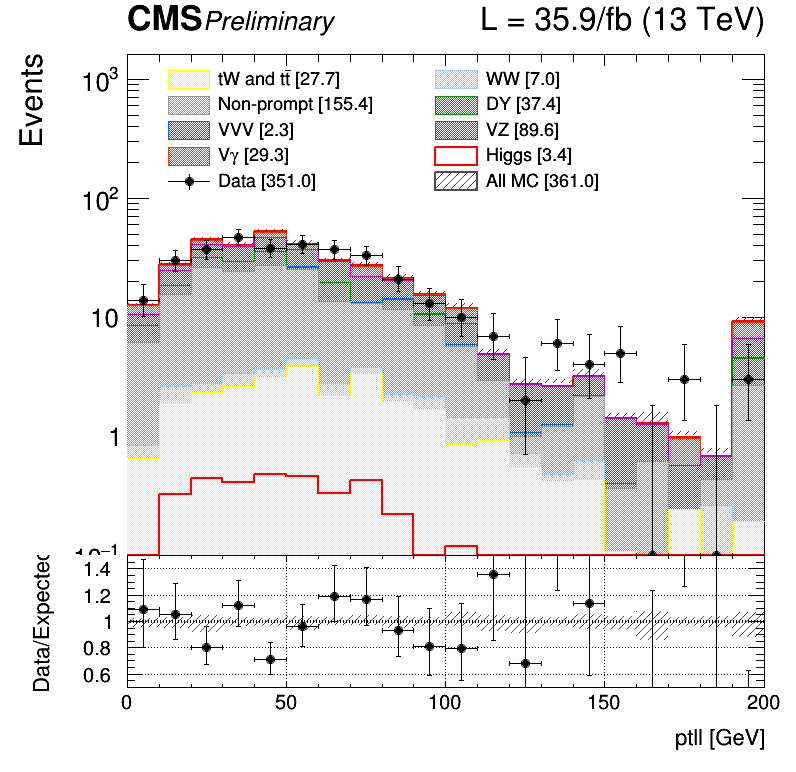 CMS Preliminary L = 35.9/fb (13 TeV)
Events
10³
10²
10
1
10⁻¹
tW and tt̄ [27.7]
Non-prompt [155.4]
VVV [2.3]
Vγ [29.3]
Data [351.0]
WW [7.0]
DY [37.4]
VZ [89.6]
Higgs [3.4]
All MC [361.0]
Data/Expected
1.4
1.2
1
0.8
0.6
0 50 100 150 200
ptll [GeV]